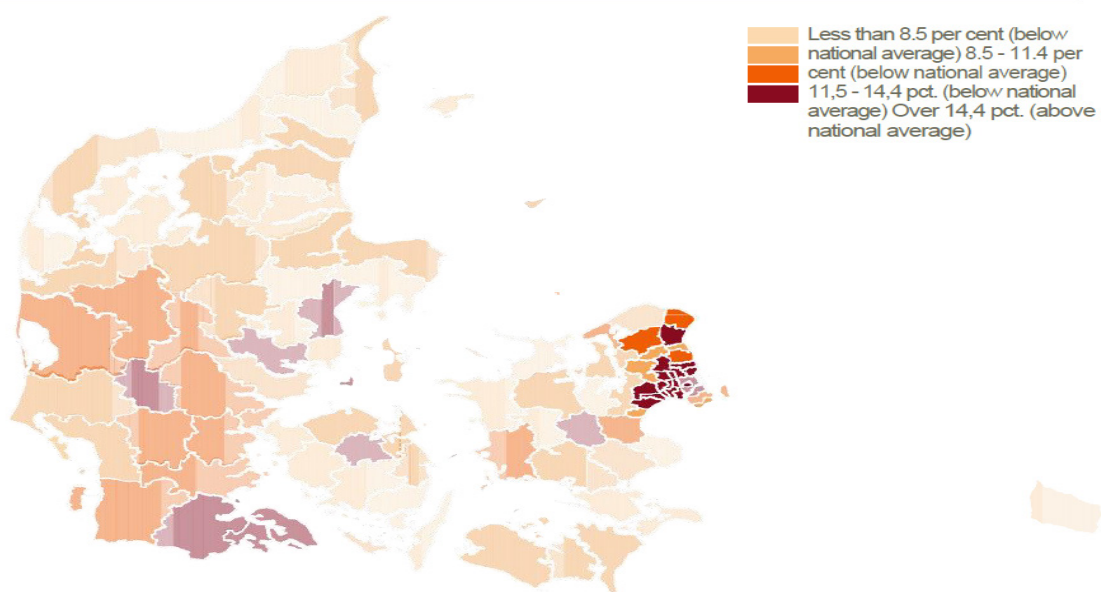 Less than 8.5 per cent (below
national average) 8.5 - 11.4 per
cent (below national average)
11,5 - 14,4 pct. (below national
average) Over 14,4 pct. (above
national average)